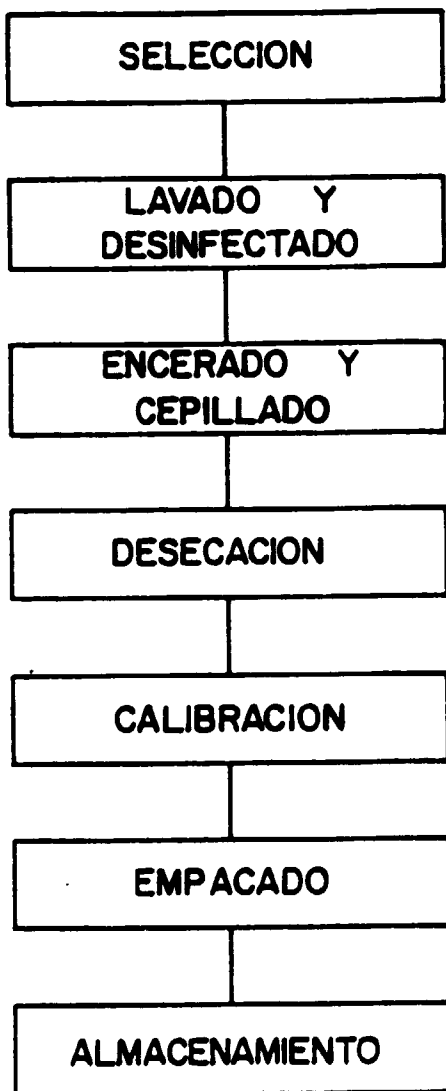 SELECCION
LAVADO Y
DESINFECTADO
ENCERADO Y
CEPILLADO
DESECACION
CALIBRACION
EMPACADO
ALMACENAMIENTO